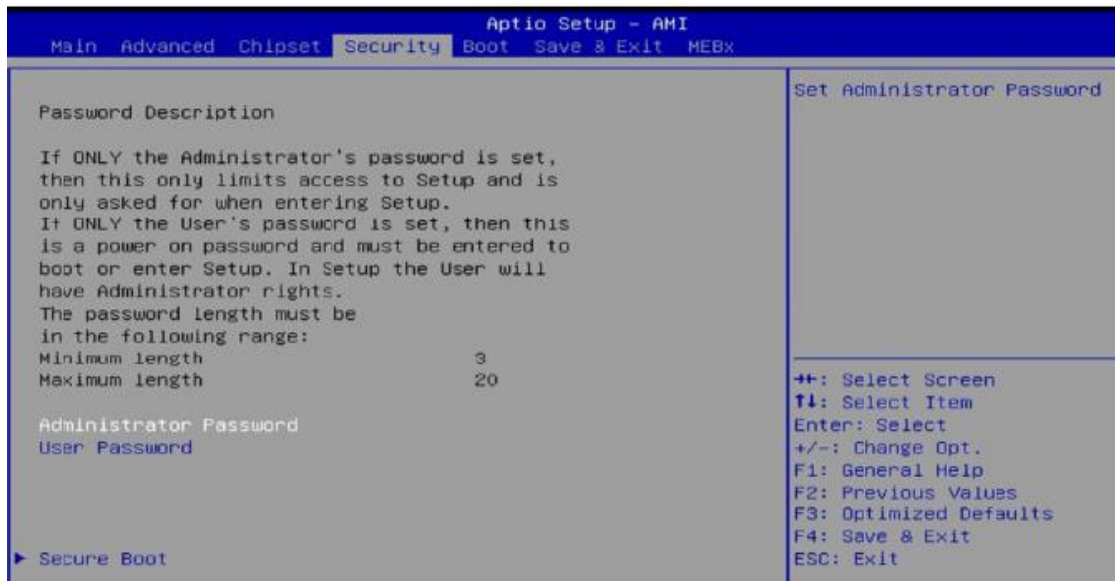 Aptio Setup – AMI
Main Advanced Chipset Security Boot Save & Exit MEBx
Password Description
If ONLY the Administrator's password is set,
then this only limits access to Setup and is
only asked for when entering Setup.
If ONLY the User's password is set, then this
is a power on password and must be entered to
boot or enter Setup. In Setup the User will
have Administrator rights.
The password length must be
in the following range:
Minimum length 3
Maximum length 20
Administrator Password
User Password
► Secure Boot
Set Administrator Password
→←: Select Screen
↑↓: Select Item
Enter: Select
+/-: Change Opt.
F1: General Help
F2: Previous Values
F3: Optimized Defaults
F4: Save & Exit
ESC: Exit